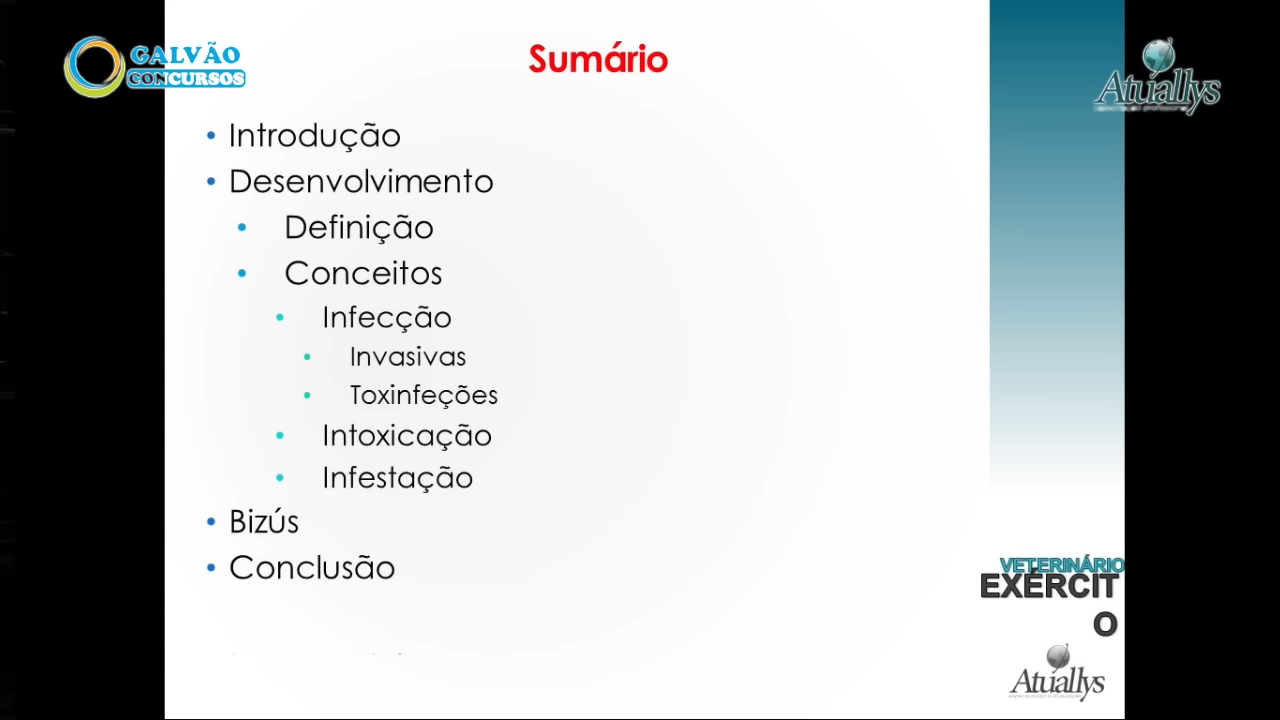 GALVÃO
CONCURSOS
Sumário
Atuallys
• Introdução
• Desenvolvimento
• Definição
• Conceitos
• Infecção
• Invasivas
• Toxinfeções
• Intoxicação
• Infestação
• Bizús
• Conclusão
VETERINÁRIO
EXÉRCIT
O
Atuallys